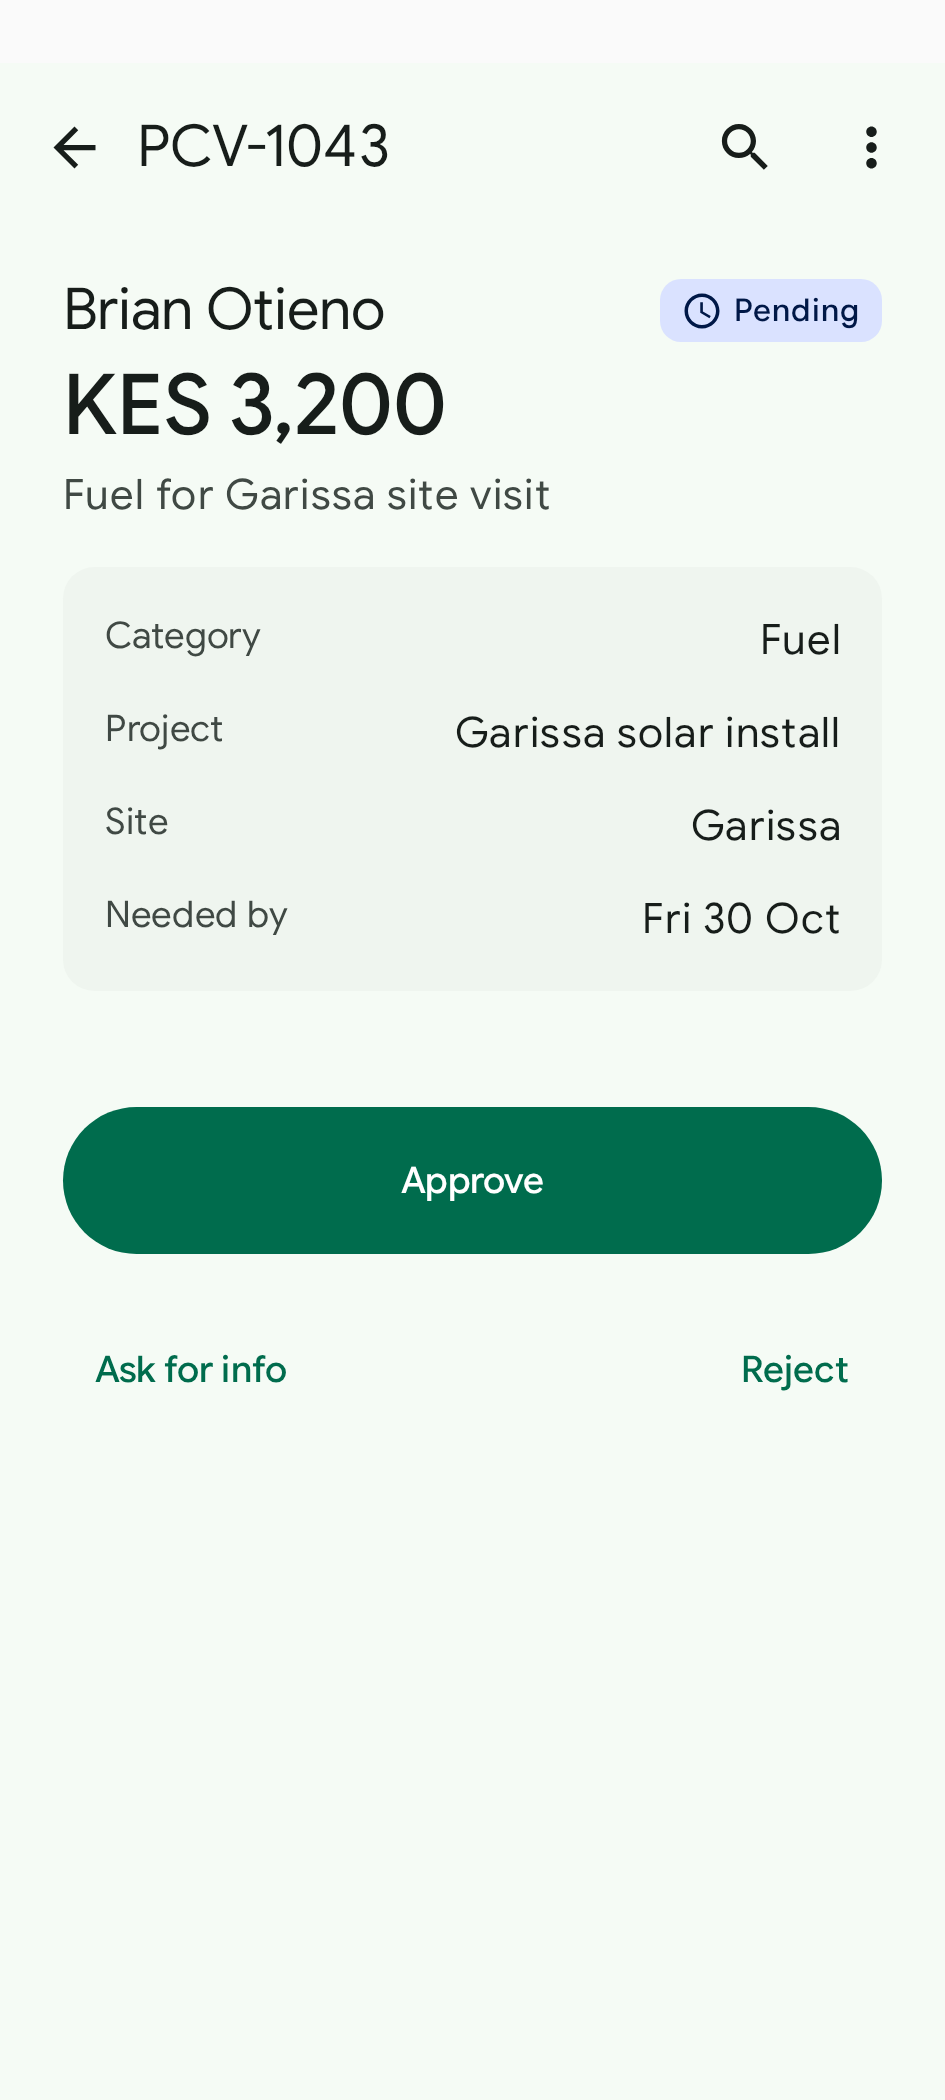 PCV-1043
Brian Otieno
Pending
KES 3,200
Fuel for Garissa site visit
Category Fuel
Project Garissa solar install
Site Garissa
Needed by Fri 30 Oct
Approve
Ask for info Reject